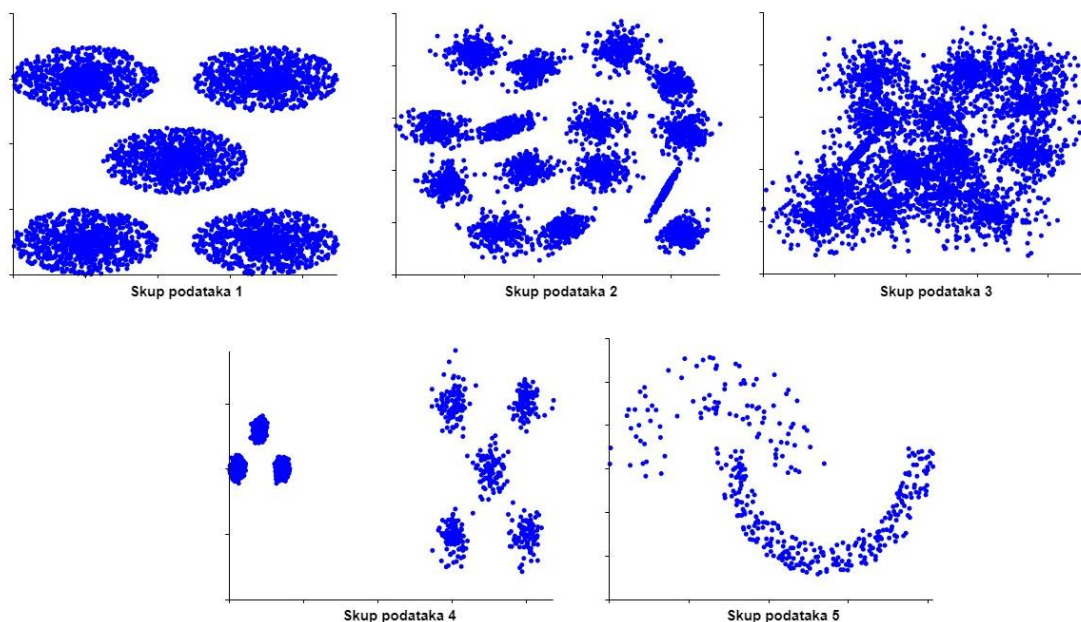 Skup podataka 1
Skup podataka 2
Skup podataka 3
Skup podataka 4
Skup podataka 5